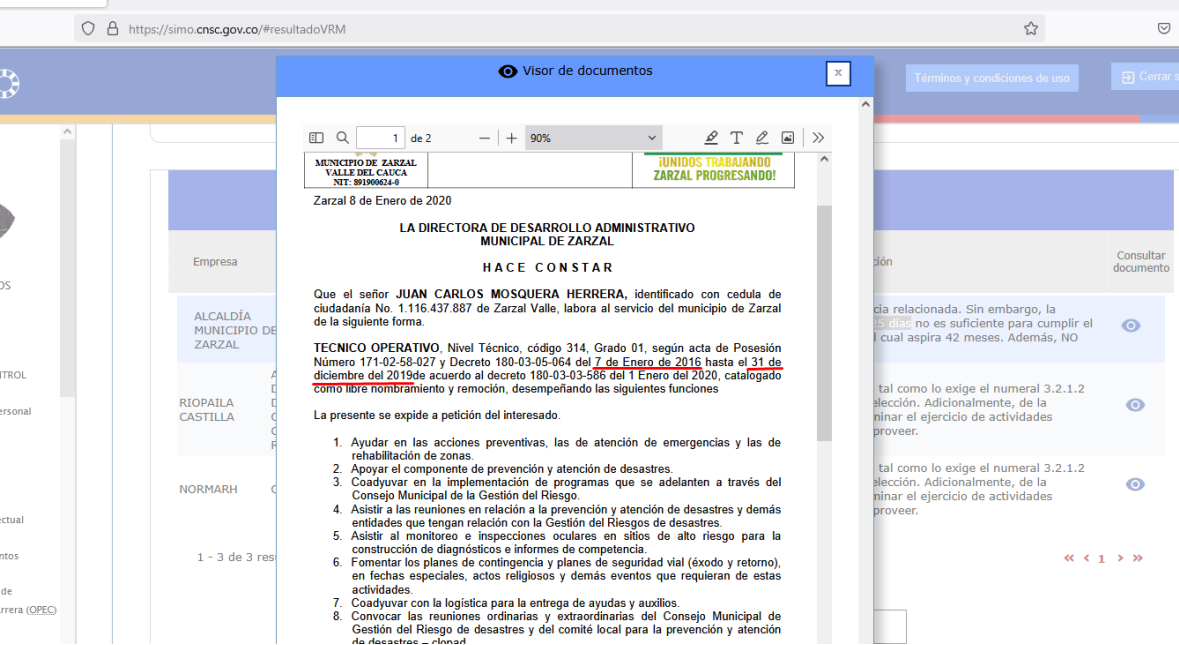 https://simo.cnsc.gov.co/#resultadoVRM
Visor de documentos
x
Términos y condiciones de uso
Cerrar s
1 de 2
90%
MUNICIPIO DE ZARZAL
VALLE DEL CAUCA
NIT: 891900624-0
¡UNIDOS TRABAJANDO
ZARZAL PROGRESANDO!
Zarzal 8 de Enero de 2020
LA DIRECTORA DE DESARROLLO ADMINISTRATIVO
MUNICIPAL DE ZARZAL
H A C E C O N S T A R
Que el señor JUAN CARLOS MOSQUERA HERRERA, identificado con cedula de
ciudadanía No. 1.116.437.887 de Zarzal Valle, labora al servicio del municipio de Zarzal
de la siguiente forma.
TECNICO OPERATIVO, Nivel Técnico, código 314, Grado 01, según acta de Posesión
Número 171-02-58-027 y Decreto 180-03-05-064 del 7 de Enero de 2016 hasta el 31 de
diciembre del 2019de acuerdo al decreto 180-03-03-586 del 1 Enero del 2020, catalogado
como libre nombramiento y remoción, desempeñando las siguientes funciones
La presente se expide a petición del interesado.
1. Ayudar en las acciones preventivas, las de atención de emergencias y las de
rehabilitación de zonas.
2. Apoyar el componente de prevención y atención de desastres.
3. Coadyuvar en la implementación de programas que se adelanten a través del
Consejo Municipal de la Gestión del Riesgo.
4. Asistir a las reuniones en relación a la prevención y atención de desastres y demás
entidades que tengan relación con la Gestión del Riesgos de desastres.
5. Asistir al monitoreo e inspecciones oculares en sitios de alto riesgo para la
construcción de diagnósticos e informes de competencia.
6. Fomentar los planes de contingencia y planes de seguridad vial (éxodo y retorno),
en fechas especiales, actos religiosos y demás eventos que requieran de estas
actividades.
7. Coadyuvar con la logística para la entrega de ayudas y auxilios.
8. Convocar las reuniones ordinarias y extraordinarias del Consejo Municipal de
Gestión del Riesgo de desastres y del comité local para la prevención y atención
de desastres – clopad
OS
TROL
ersonal
ectual
ntos
de
rrera (OPEC)
Empresa
ción
Consultar
documento
ALCALDÍA
MUNICIPIO DE
ZARZAL
cia relacionada. Sin embargo, la
25 días no es suficiente para cumplir el
l cual aspira 42 meses. Además, NO
RIOPAILA
CASTILLA
tal como lo exige el numeral 3.2.1.2
elección. Adicionalmente, de la
minar el ejercicio de actividades
proveer.
NORMARH
tal como lo exige el numeral 3.2.1.2
elección. Adicionalmente, de la
minar el ejercicio de actividades
proveer.
1 - 3 de 3 res
« ‹ 1 › »